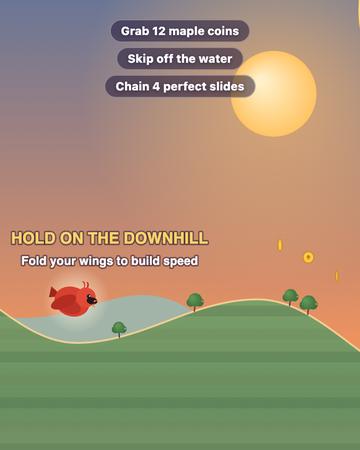 Grab 12 maple coins
Skip off the water
Chain 4 perfect slides
HOLD ON THE DOWNHILL
Fold your wings to build speed